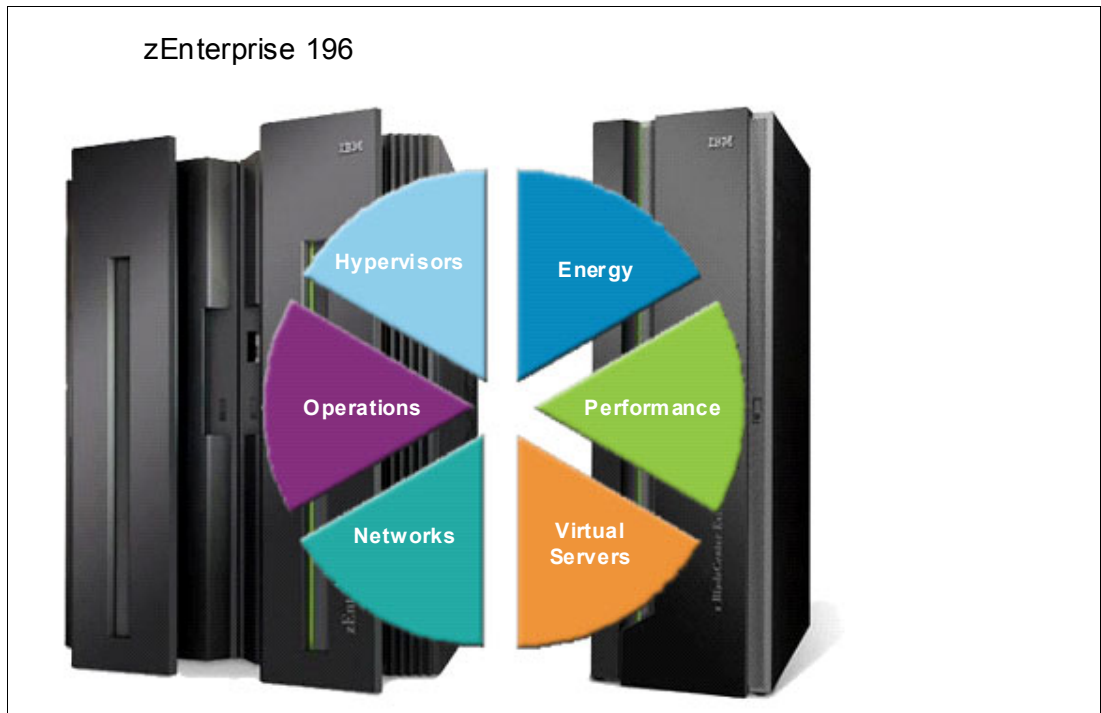 zEnterprise 196
IBM
IBM
Hypervisors
Energy
Operations
Performance
Networks
Virtual
Servers